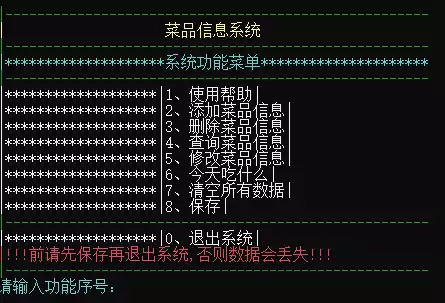 菜品信息系统
********************系统功能菜单*********************
*******************|1、使用帮助|
*******************|2、添加菜品信息|
*******************|3、删除菜品信息|
*******************|4、查询菜品信息|
*******************|5、修改菜品信息|
*******************|6、今天吃什么|
*******************|7、清空所有数据|
*******************|8、保存|
*******************|0、退出系统|
!!!前请先保存再退出系统,否则数据会丢失!!!
请输入功能序号: